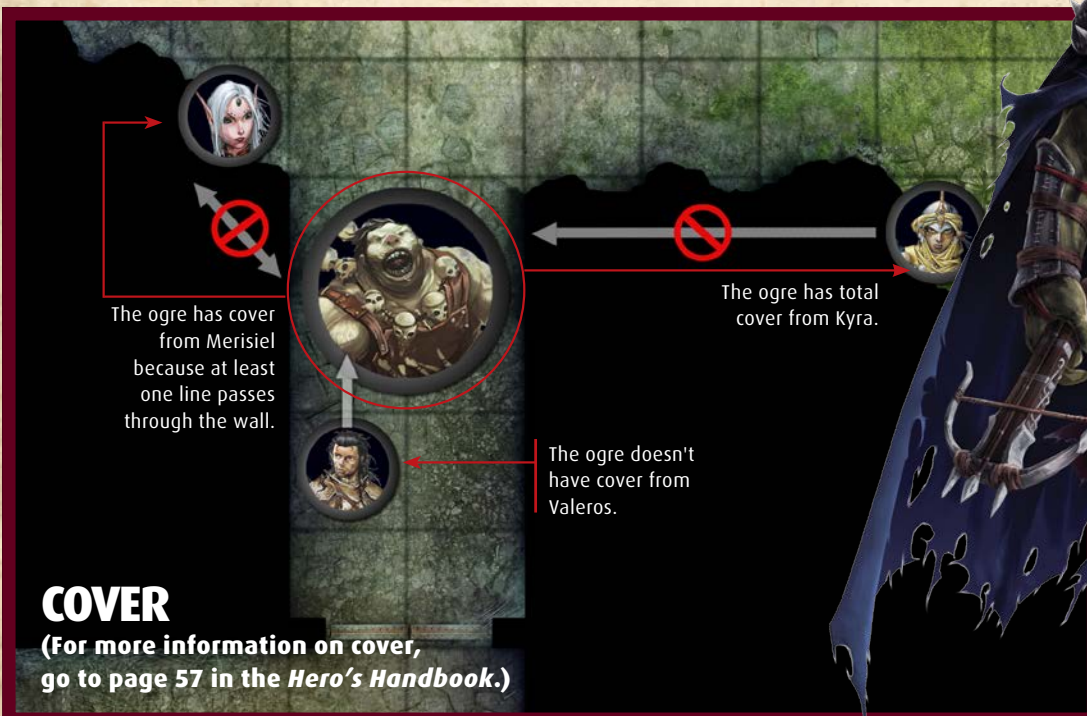 The ogre has cover
from Merisiel
because at least
one line passes
through the wall.
The ogre has total
cover from Kyra.
The ogre doesn't
have cover from
Valeros.
COVER
(For more information on cover,
go to page 57 in the Hero's Handbook.)